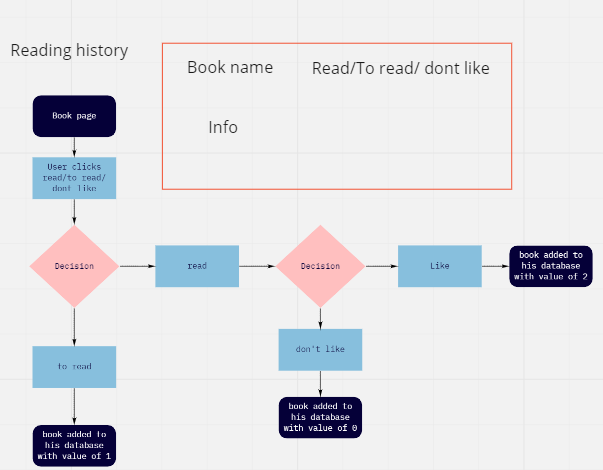 Reading history
Book name
Read/To read/ dont like
Info
Book page
User clicks
read/to read/
dont like
Decision
read
Decision
Like
book added to
his database
with value of 2
to read
don't like
book added to
his database
with value of 0
book added to
his database
with value of 1